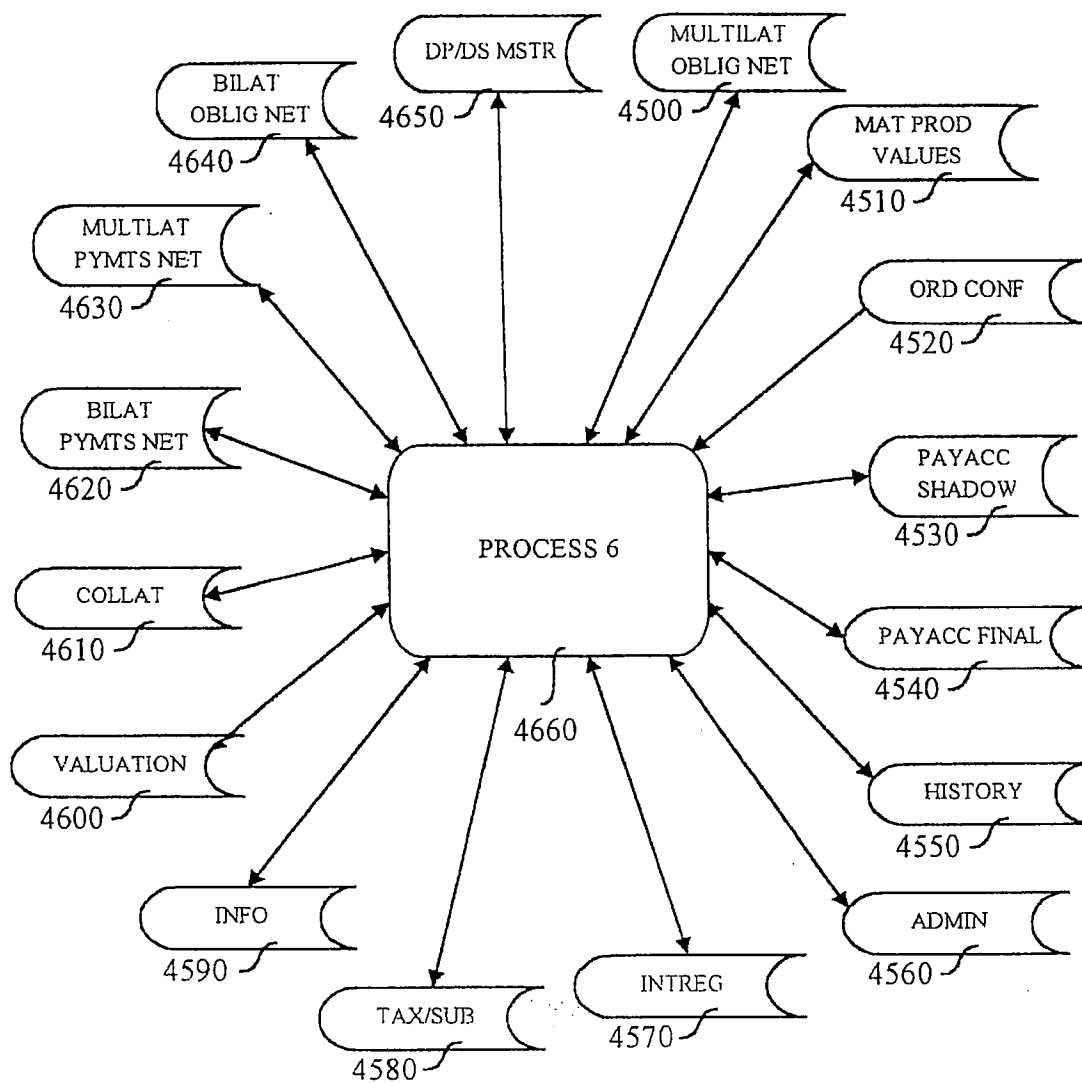 DP/DS MSTR
4650
MULTILAT
OBLIG NET
4500
BILAT
OBLIG NET
4640
MAT PROD
VALUES
4510
MULTLAT
PYMTS NET
4630
ORD CONF
4520
BILAT
PYMTS NET
4620
PAYACC
SHADOW
4530
PROCESS 6
4660
COLLAT
4610
PAYACC FINAL
4540
VALUATION
4600
HISTORY
4550
INFO
4590
ADMIN
4560
TAX/SUB
4580
INTREG
4570